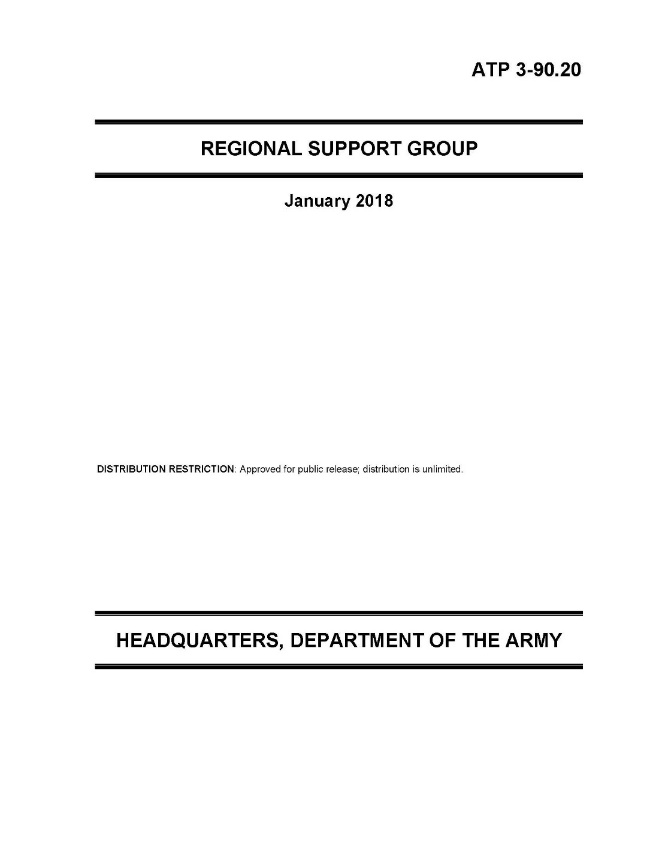 ATP 3-90.20
REGIONAL SUPPORT GROUP
January 2018
DISTRIBUTION RESTRICTION: Approved for public release; distribution is unlimited.
HEADQUARTERS, DEPARTMENT OF THE ARMY